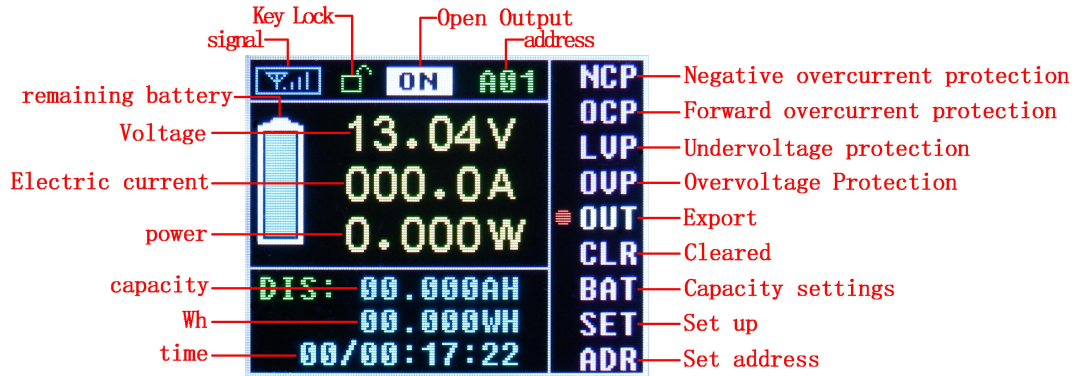 Key Lock
Open Output
signal
address
ON
A01
NCP
Negative overcurrent protection
remaining battery
OCP
Forward overcurrent protection
Voltage
13.04V
LVP
Undervoltage protection
Electric current
000.0A
OVP
Overvoltage Protection
OUT
Export
power
0.000W
CLR
Cleared
capacity
DIS: 00.000AH
BAT
Capacity settings
Wh
00.000WH
SET
Set up
time
00/00:17:22
ADR
Set address